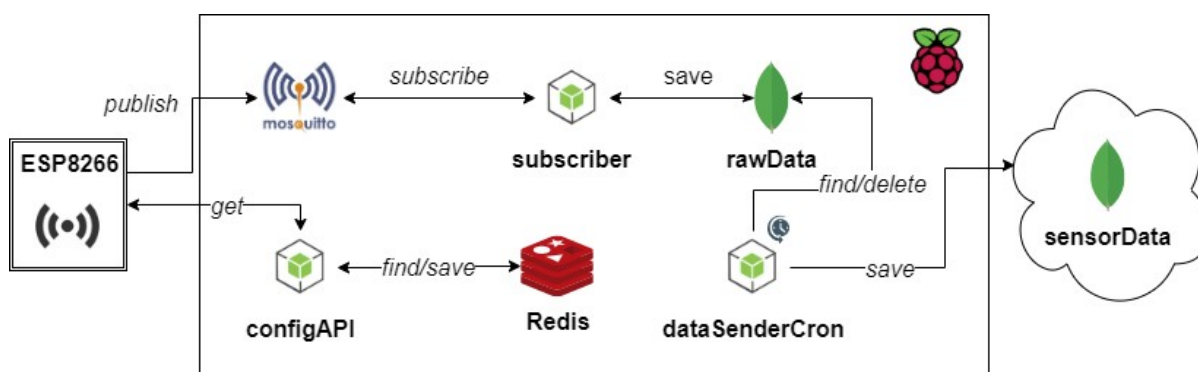 publish
mosquitto
subscribe
subscriber
save
rawData
ESP8266
get
configAPI
find/save
Redis
find/delete
dataSenderCron
save
sensorData